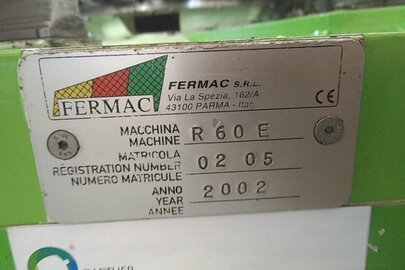 FERMAC
FERMAC S.R.L.
Via La Spezia, 162/A
43100 PARMA - Italy
CE
MACCHINA
MACHINE
R 60 E
MATRICOLA
REGISTRATION NUMBER
NUMERO MATRICULE
02 05
ANNO
YEAR
ANNEE
2002